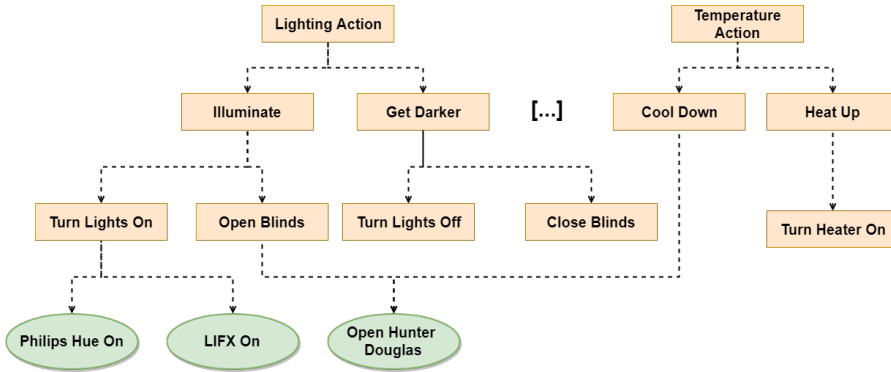 Lighting Action
Temperature
Action
Illuminate
Get Darker
[...]
Cool Down
Heat Up
Turn Lights On
Open Blinds
Turn Lights Off
Close Blinds
Turn Heater On
Philips Hue On
LIFX On
Open Hunter
Douglas